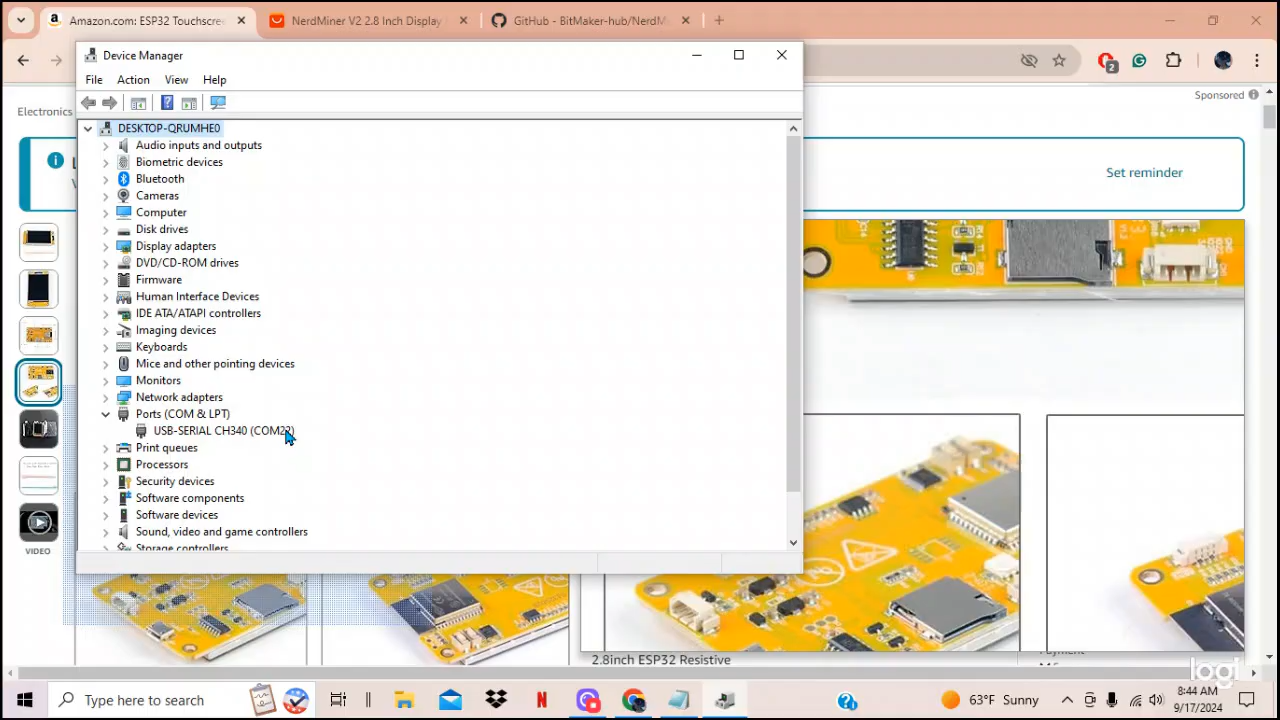 Amazon.com: ESP32 Touchscree
NerdMiner V2 2.8 Inch Display
GitHub - BitMaker-hub/NerdM
2
Electronics
Sponsored
Set reminder
Device Manager
File Action View Help
DESKTOP-QRUMHE0
Audio inputs and outputs
Biometric devices
Bluetooth
Cameras
Computer
Disk drives
Display adapters
DVD/CD-ROM drives
Firmware
Human Interface Devices
IDE ATA/ATAPI controllers
Imaging devices
Keyboards
Mice and other pointing devices
Monitors
Network adapters
Ports (COM & LPT)
USB-SERIAL CH340
Print queues
Processors
Security devices
Software components
Software devices
Sound, video and game controllers
Storage controllers
VIDEO
2.8inch ESP32 Resistive
logi
Type here to search
63°F Sunny
8:44 AM
9/17/2024